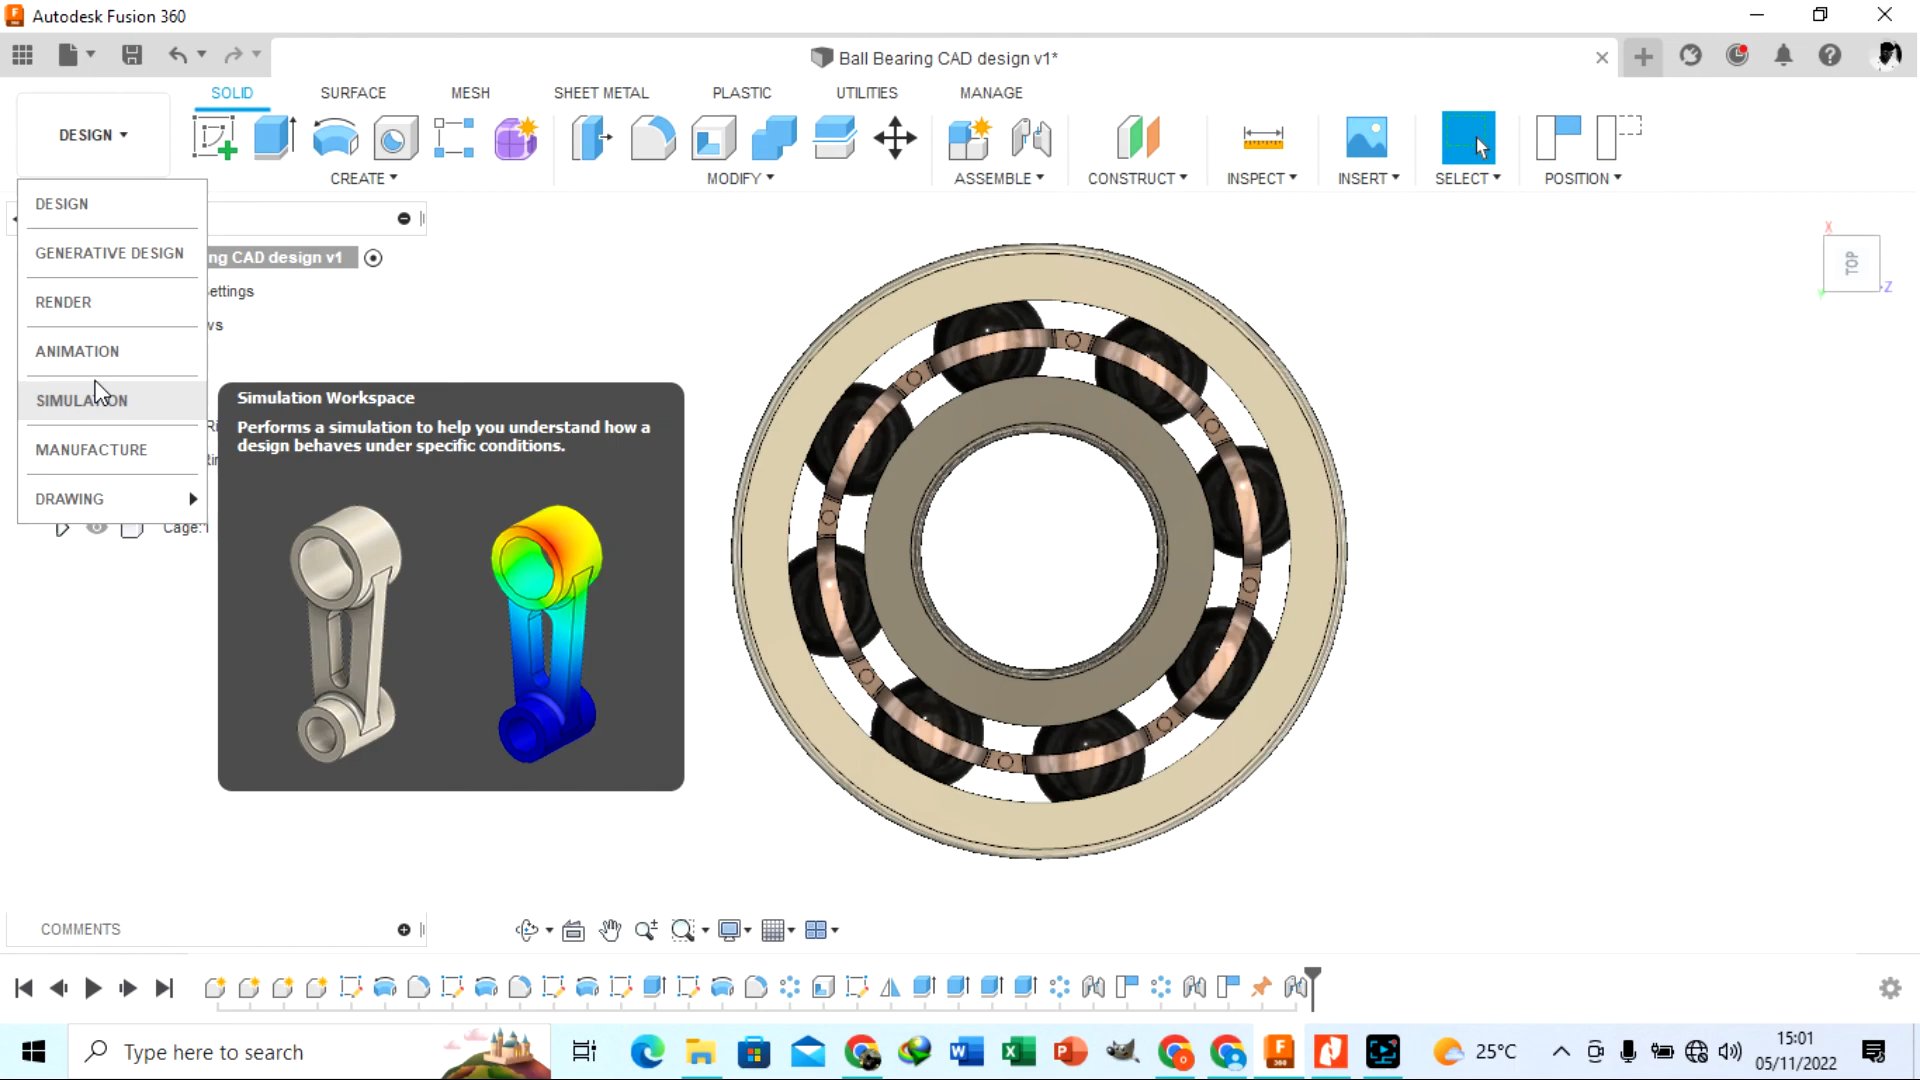 Autodesk Fusion 360
Ball Bearing CAD design v1*
SOLID SURFACE MESH SHEET METAL PLASTIC UTILITIES MANAGE
DESIGN
CREATE MODIFY ASSEMBLE CONSTRUCT INSPECT INSERT SELECT POSITION
DESIGN
GENERATIVE DESIGN
RENDER
ANIMATION
SIMULATION
MANUFACTURE
DRAWING
ng CAD design v1
ettings
ws
Cage:1
Simulation Workspace
Performs a simulation to help you understand how a
design behaves under specific conditions.
X
TOP
Z
COMMENTS
Type here to search
25°C
15:01
05/11/2022